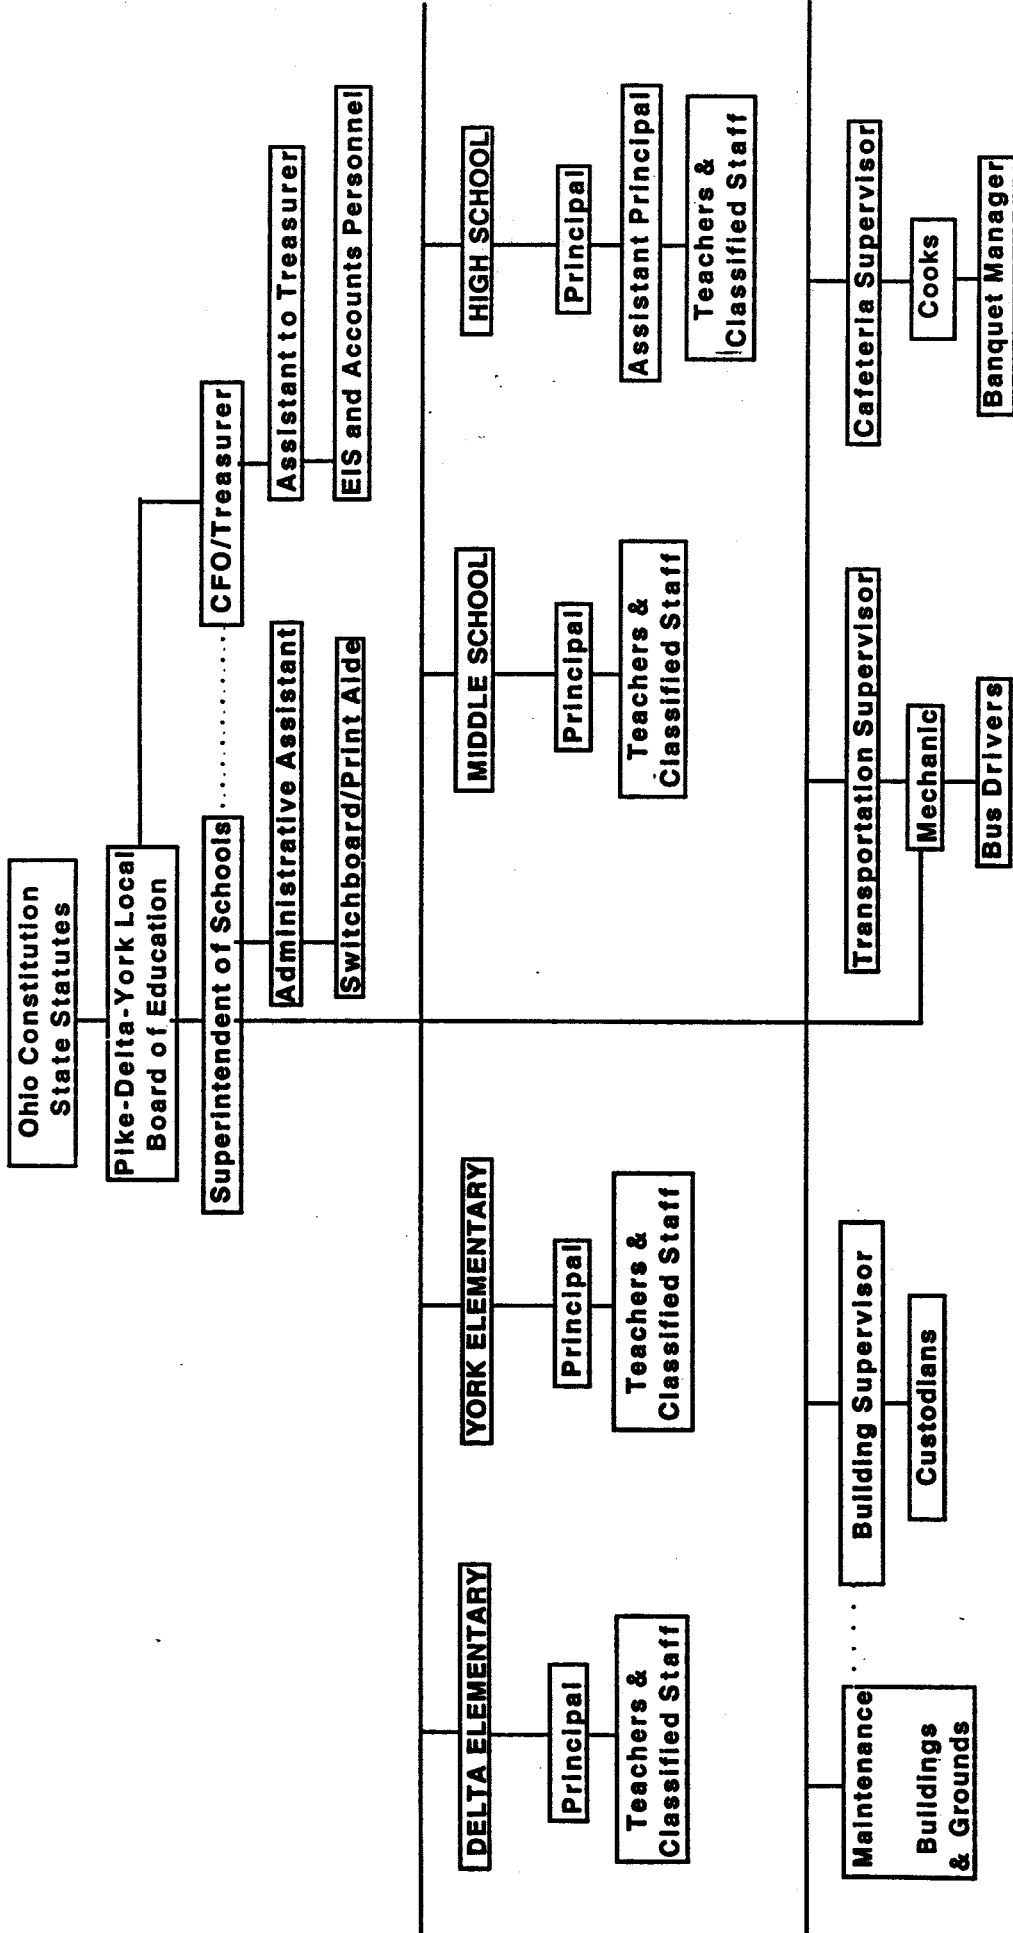 Ohio Constitution
State Statutes
Pike-Delta-York Local
Board of Education
Superintendent of Schools
CFO/Treasurer
Administrative Assistant
Assistant to Treasurer
Switchboard/Print Aide
EIS and Accounts Personnel
DELTA ELEMENTARY
YORK ELEMENTARY
MIDDLE SCHOOL
HIGH SCHOOL
Principal
Principal
Principal
Principal
Teachers &
Classified Staff
Teachers &
Classified Staff
Teachers &
Classified Staff
Assistant Principal
Teachers &
Classified Staff
Maintenance
Buildings
& Grounds
Building Supervisor
Transportation Supervisor
Cafeteria Supervisor
Custodians
Mechanic
Cooks
Bus Drivers
Banquet Manager